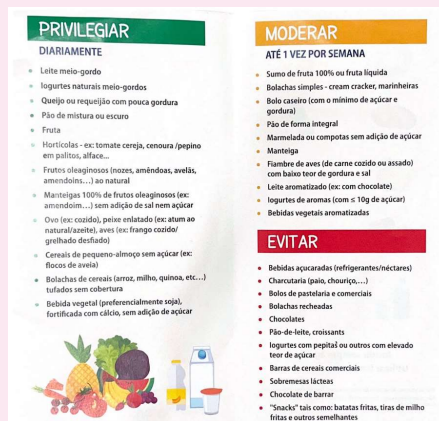 PRIVILEGIAR
DIARIAMENTE
Leite meio-gordo
Iogurtes naturais meio-gordos
Queijo ou requeijão com pouca gordura
Pão de mistura ou escuro
Fruta
Hortícolas - ex: tomate cereja, cenoura /pepino
em palitos, alface...
Frutes oleaginosos (nozes, amêndoas, avelãs,
amendoins...) ao natural
Manteigas 100% de frutos oleaginosos (ex:
amendoim...) sem adição de sal nem açúcar
Ovo (ex: cozido), peixe enlatado (ex: atum ao
natural/azeite), aves (ex: frango cozido/
grelhado desfiado)
Cereais de pequeno-almoço sem açúcar (ex:
flocos de aveia)
Bolachas de cereais (arroz, milho, quinoa, etc...)
tufados sem cobertura
Bebida vegetal (preferencialmente soja),
fortificada com cálcio, sem adição de açúcar
MODERAR
ATÉ 1 VEZ POR SEMANA
Sumo de fruta 100% ou fruta líquida
Bolachas simples - cream cracker, marinheiras
Bolo caseiro (com o mínimo de açúcar e
gordura)
Pão de forma integral
Marmelada ou compotas sem adição de açúcar
Manteiga
Fiambre de aves (de carne cozido ou assado)
com baixo teor de gordura e sal
Leite aromatizado (ex: com chocolate)
Iogurtes de aromas (com ≤ 10g de açúcar)
Bebidas vegetais aromatizadas
EVITAR
Bebidas açucaradas (refrigerantes/néctares)
Charcutaria (paio, chouriço,...)
Bolos de pastelaria e comerciais
Bolachas recheadas
Chocolates
Pão-de-leite, croissants
Iogurtes com pepitas ou outros com elevado
teor de açúcar
Barras de cereais comerciais
Sobremesas lácteas
Chocolate de barrar
"Snacks" tais como: batatas fritas, tiras de milho
fritas e outros semelhantes